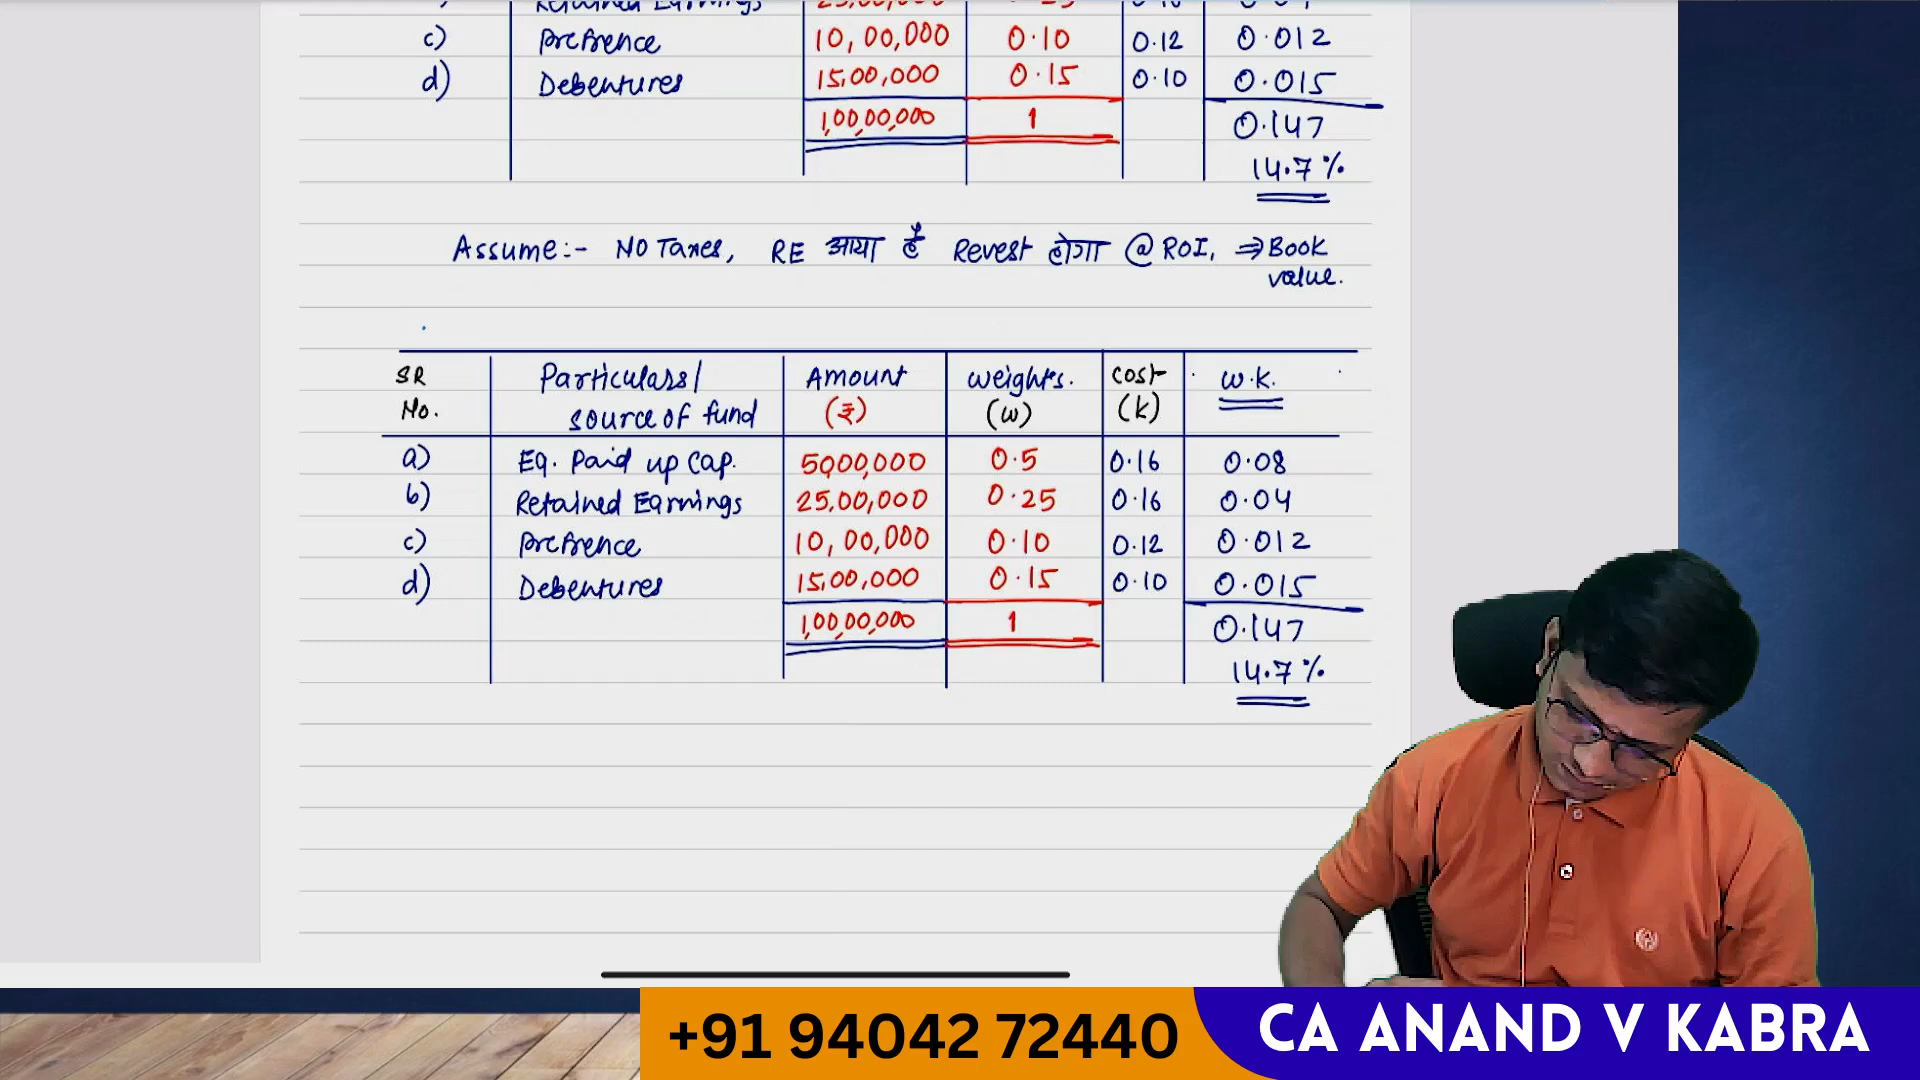 c) Prefrence 10,00,000 0.10 0.12 0.012
d) Debentures 15,00,000 0.15 0.10 0.015
1,00,00,000 1 0.147
14.7%
Assume:- No Taxes, RE आया है Revest होगा @ ROI, ⇒ Book
value.
SR Particulars/ Amount weights. cost w.k.
No. source of fund (₹) (w) (k)
a) Eq. Paid up Cap. 5000,000 0.5 0.16 0.08
b) Retained Earnings 25,00,000 0.25 0.16 0.04
c) Prefrence 10,00,000 0.10 0.12 0.012
d) Debentures 15,00,000 0.15 0.10 0.015
1,00,00,000 1 0.147
14.7%
+91 94042 72440 CA ANAND V KABRA